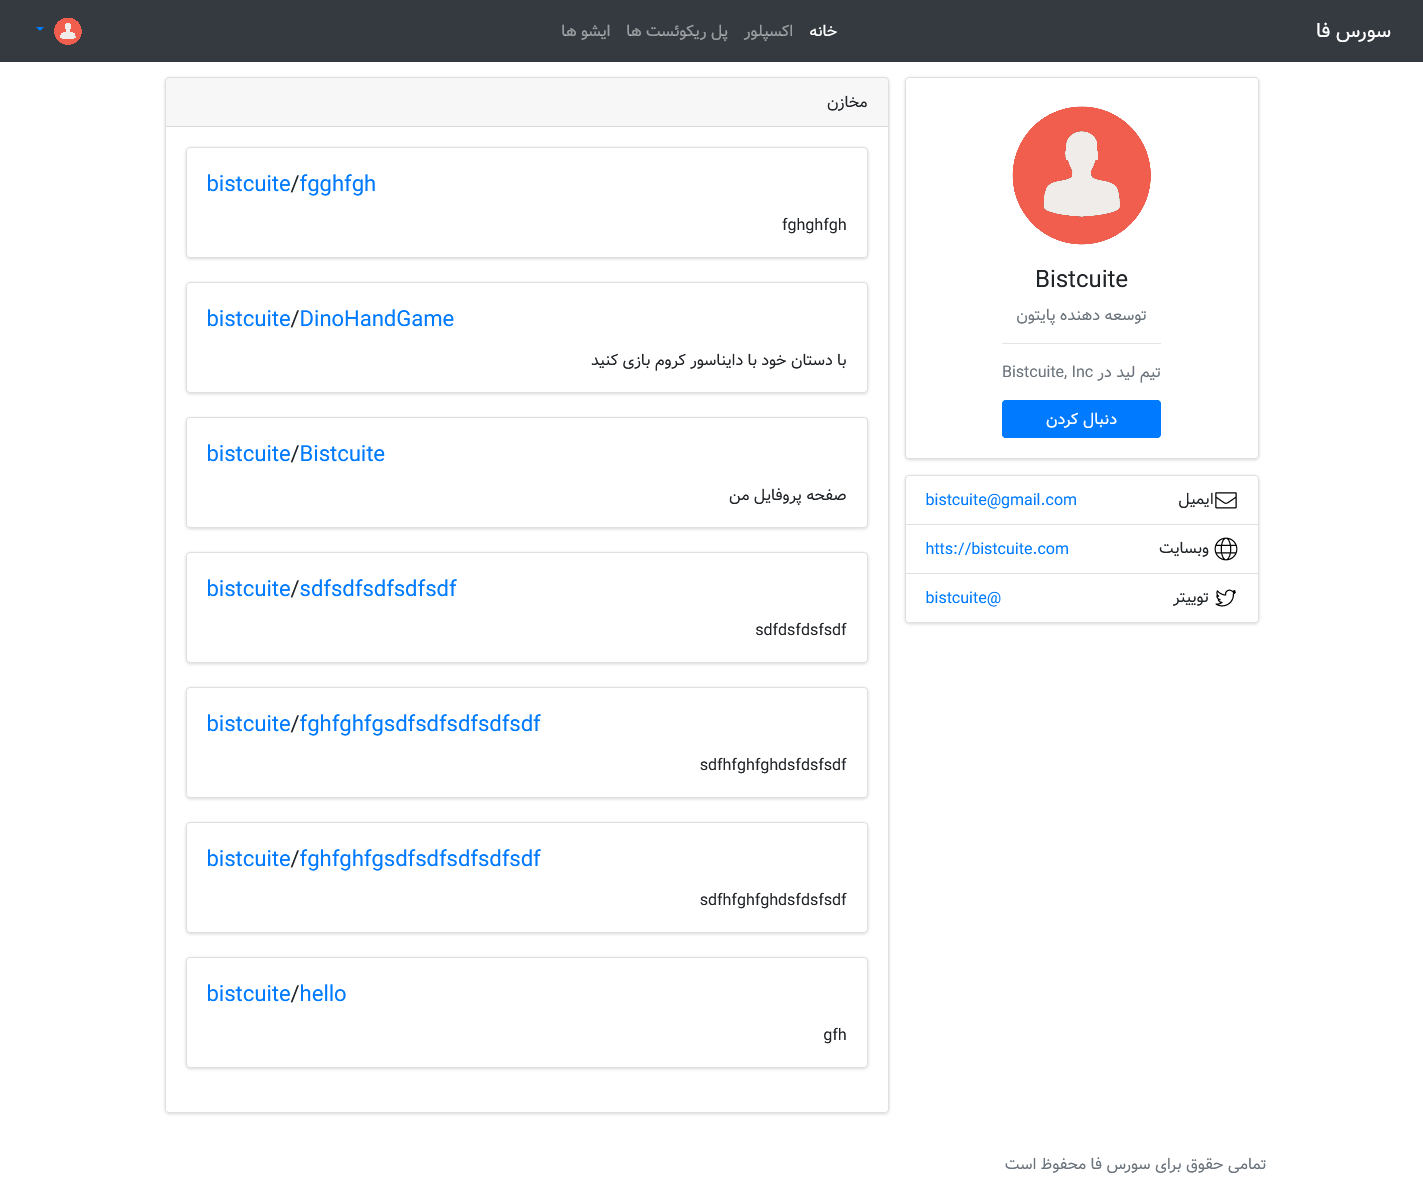 سورس فا
خانه اکسپلور پل ریکوئست ها ایشو ها
Bistcuite
توسعه دهنده پایتون
تیم لید در Bistcuite, Inc
دنبال کردن
ایمیل bistcuite@gmail.com
وبسایت htts://bistcuite.com
توییتر bistcuite@
مخازن
bistcuite/fgghfgh
fghghfgh
bistcuite/DinoHandGame
با دستان خود با دایناسور کروم بازی کنید
bistcuite/Bistcuite
صفحه پروفایل من
bistcuite/sdfsdfsdfsdfsdf
sdfdsfdsfsdf
bistcuite/fghfghfgsdfsdfsdfsdfsdf
sdfhfghfghdsfdsfsdf
bistcuite/fghfghfgsdfsdfsdfsdfsdf
sdfhfghfghdsfdsfsdf
bistcuite/hello
gfh
تمامی حقوق برای سورس فا محفوظ است